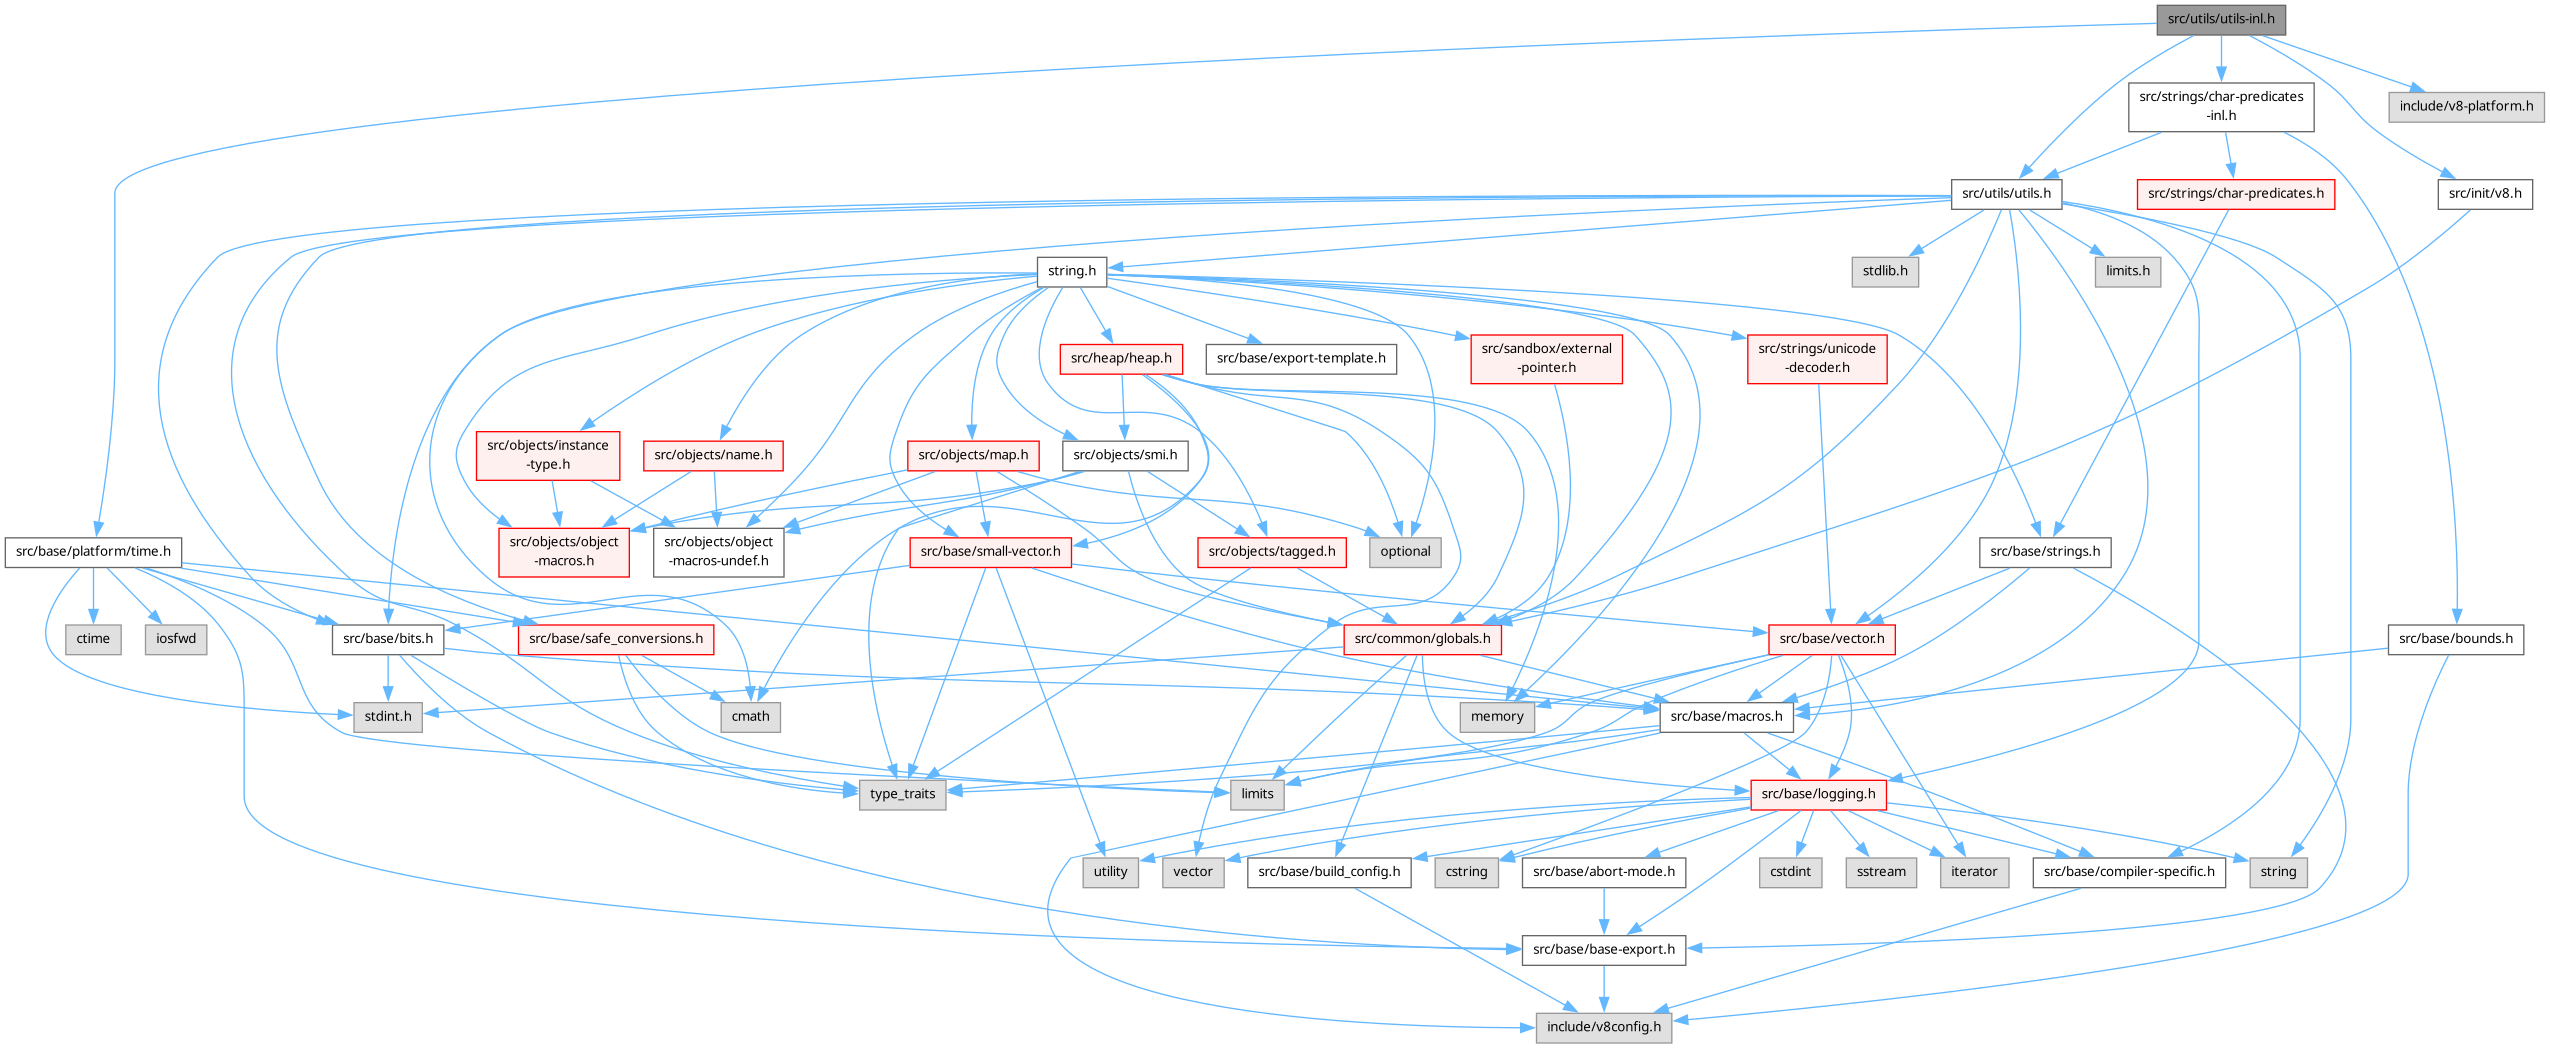 src/utils/utils-inl.h
src/strings/char-predicates
-inl.h
include/v8-platform.h
src/utils/utils.h
src/strings/char-predicates.h
src/init/v8.h
string.h
stdlib.h
limits.h
src/heap/heap.h
src/base/export-template.h
src/sandbox/external
-pointer.h
src/strings/unicode
-decoder.h
src/objects/instance
-type.h
src/objects/name.h
src/objects/map.h
src/objects/smi.h
src/base/platform/time.h
src/objects/object
-macros.h
src/objects/object
-macros-undef.h
src/base/small-vector.h
src/objects/tagged.h
optional
src/base/strings.h
ctime
iosfwd
src/base/bits.h
src/base/safe_conversions.h
src/common/globals.h
src/base/vector.h
src/base/bounds.h
stdint.h
cmath
memory
src/base/macros.h
type_traits
limits
src/base/logging.h
utility
vector
src/base/build_config.h
cstring
src/base/abort-mode.h
cstdint
sstream
iterator
src/base/compiler-specific.h
string
src/base/base-export.h
include/v8config.h